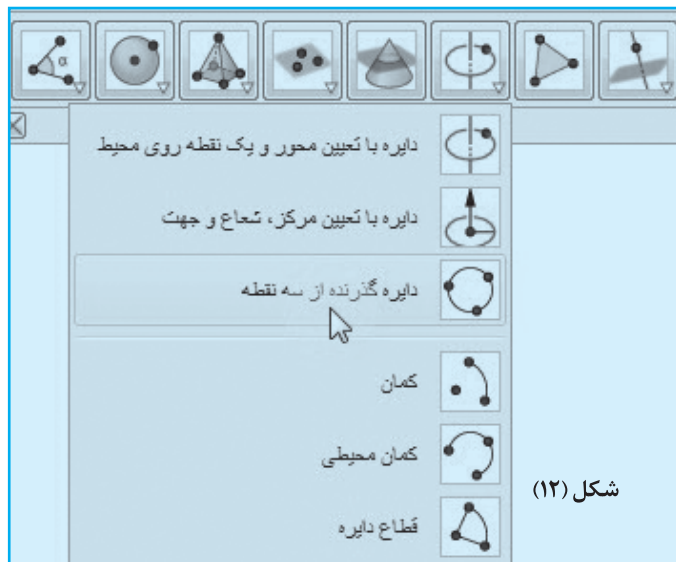 α
دایره با تعیین محور و یک نقطه روی محیط
دایره با تعیین مرکز، شعاع و جهت
دایره گذرنده از سه نقطه
کمان
کمان محیطی
قطاع دایره
شکل (۱۲)